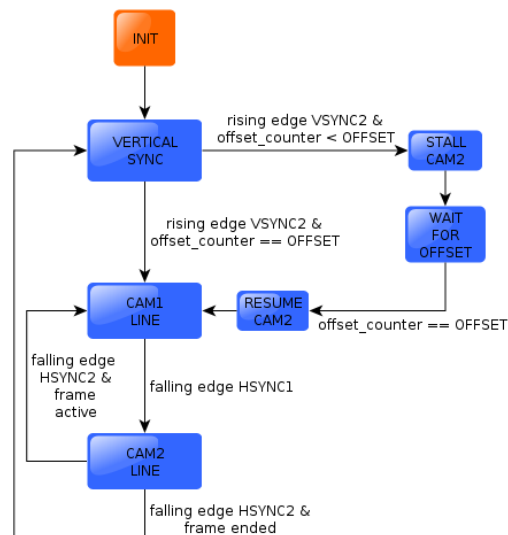 INIT
rising edge VSYNC2 &
offset_counter < OFFSET
VERTICAL
SYNC
STALL
CAM2
WAIT
FOR
OFFSET
rising edge VSYNC2 &
offset_counter == OFFSET
CAM1
LINE
RESUME
CAM2
offset_counter == OFFSET
falling edge
HSYNC2 &
frame
active
falling edge HSYNC1
CAM2
LINE
falling edge HSYNC2 &
frame ended